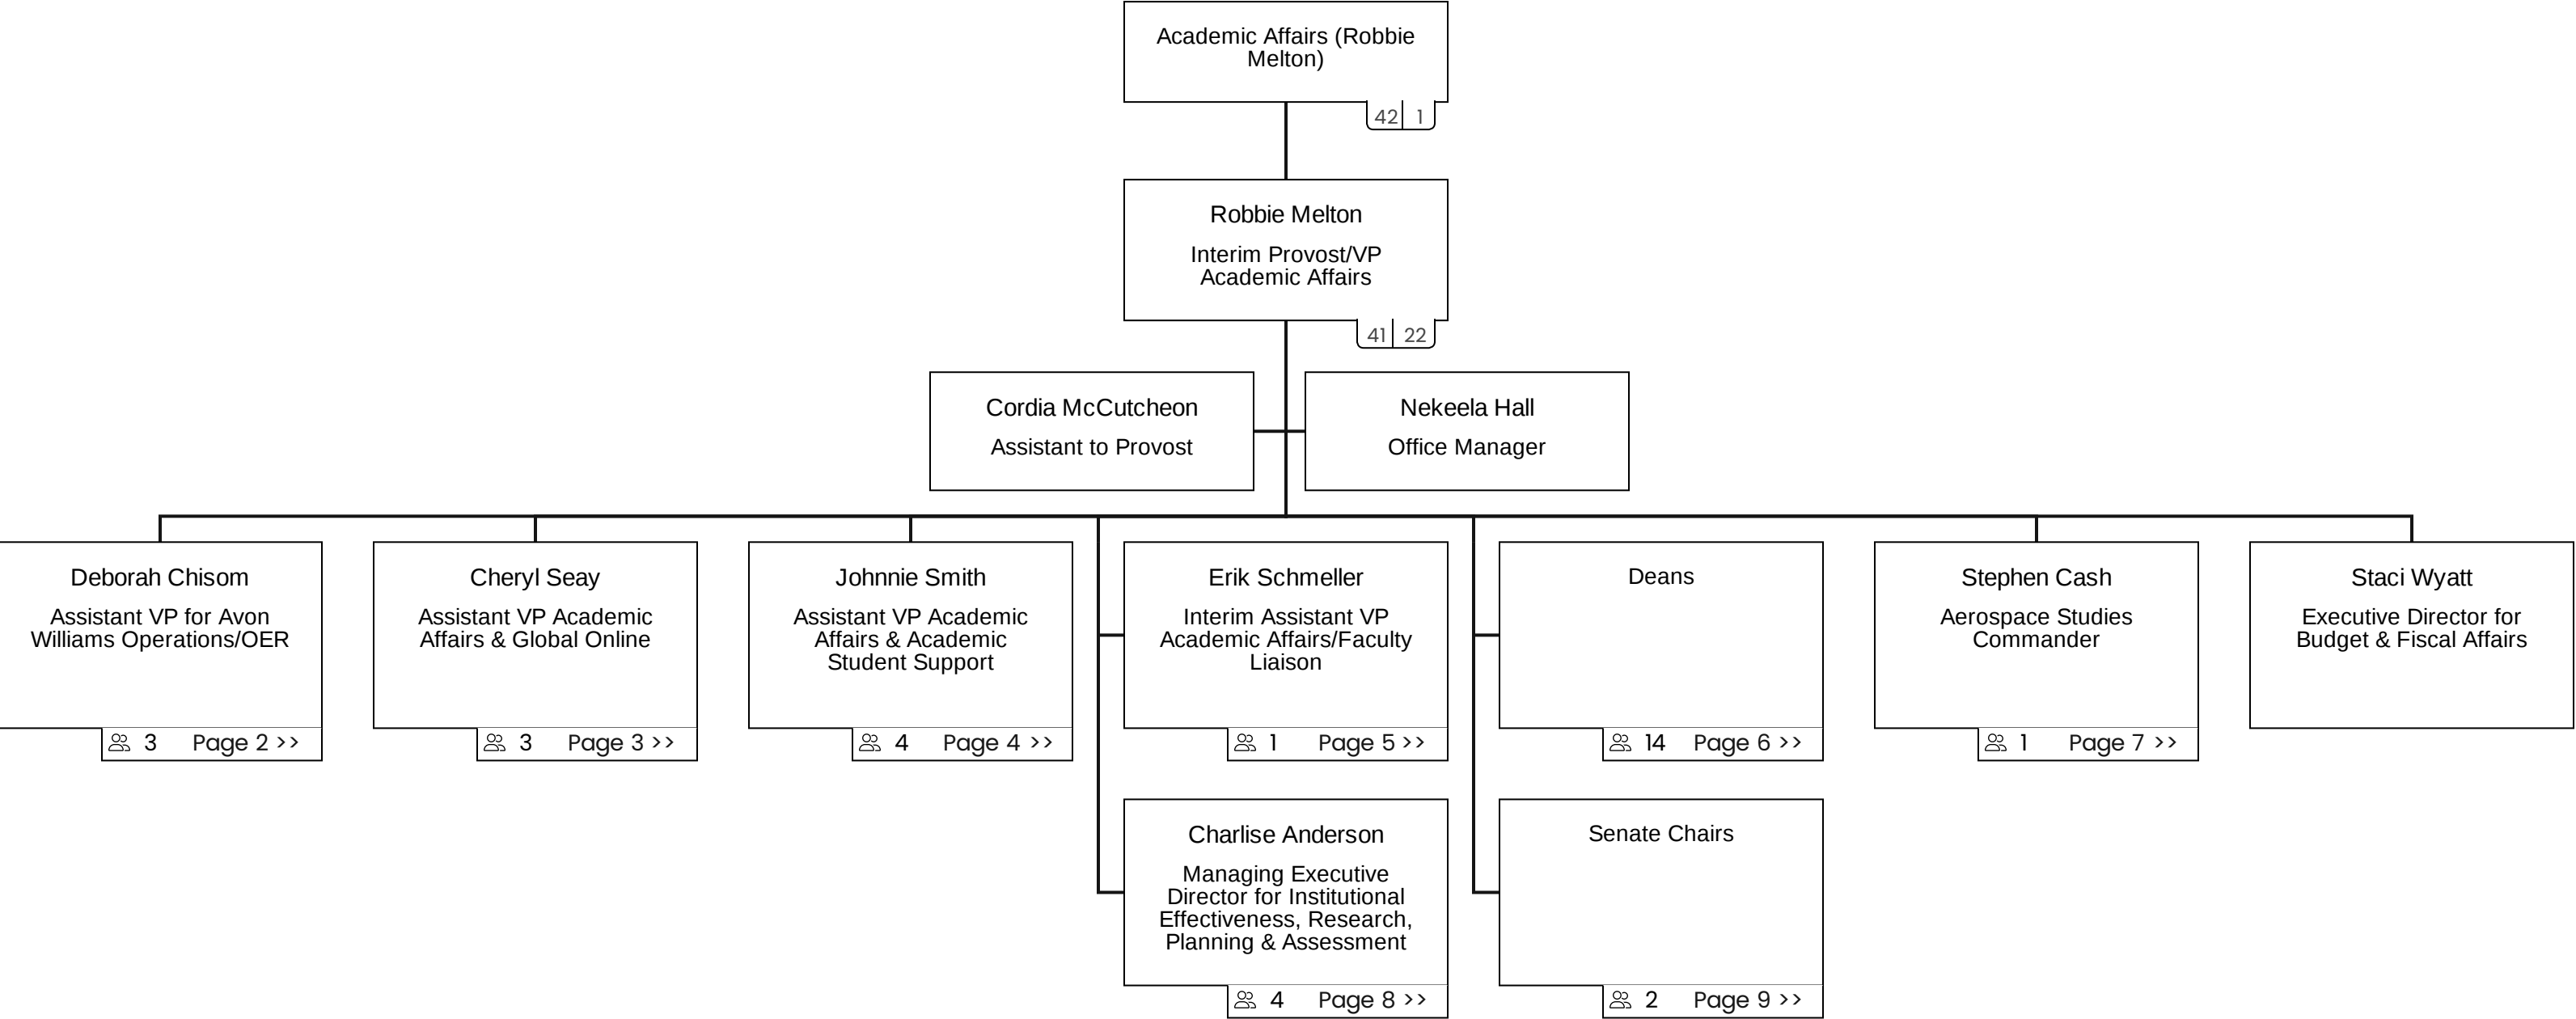 Academic Affairs (Robbie
Melton)
42 1
Robbie Melton
Interim Provost/VP
Academic Affairs
41 22
Cordia McCutcheon
Assistant to Provost
Nekeela Hall
Office Manager
Deborah Chisom
Assistant VP for Avon
Williams Operations/OER
3 Page 2 >>
Cheryl Seay
Assistant VP Academic
Affairs & Global Online
3 Page 3 >>
Johnnie Smith
Assistant VP Academic
Affairs & Academic
Student Support
4 Page 4 >>
Erik Schmeller
Interim Assistant VP
Academic Affairs/Faculty
Liaison
1 Page 5 >>
Deans
14 Page 6 >>
Stephen Cash
Aerospace Studies
Commander
1 Page 7 >>
Staci Wyatt
Executive Director for
Budget & Fiscal Affairs
Charlise Anderson
Managing Executive
Director for Institutional
Effectiveness, Research,
Planning & Assessment
4 Page 8 >>
Senate Chairs
2 Page 9 >>